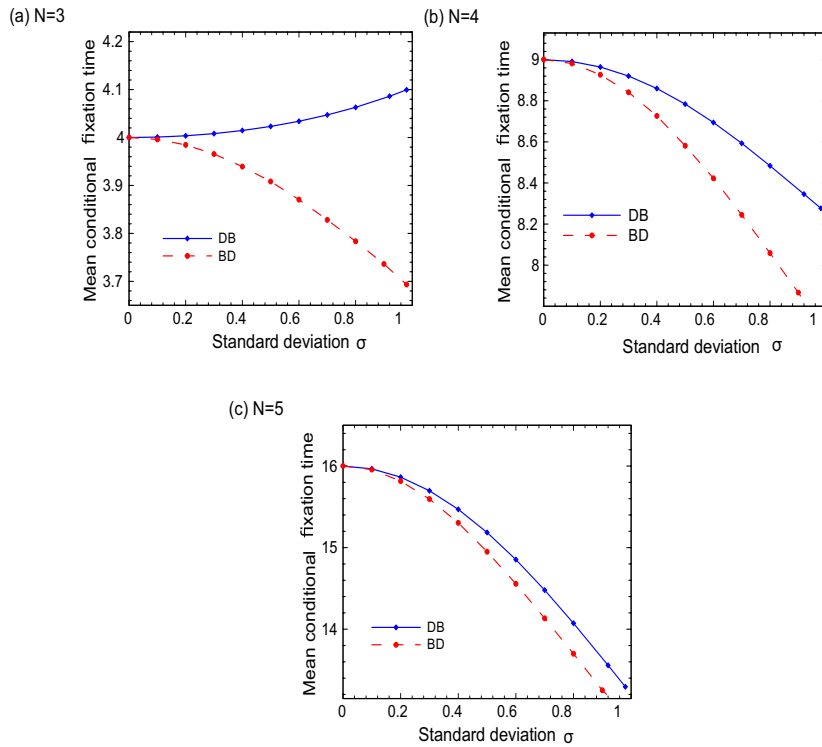 (a) N=3
4.2
4.1
4
3.9
3.8
3.7
Mean conditional fixation time
DB
BD
0
0.2
0.4
0.6
0.8
1
Standard deviation σ
(b) N=4
9
8.8
8.6
8.4
8.2
8
Mean conditional fixation time
DB
BD
0
0.2
0.4
0.6
0.8
1
Standard deviation σ
(c) N=5
16
15
14
Mean conditional fixation time
DB
BD
0
0.2
0.4
0.6
0.8
1
Standard deviation σ